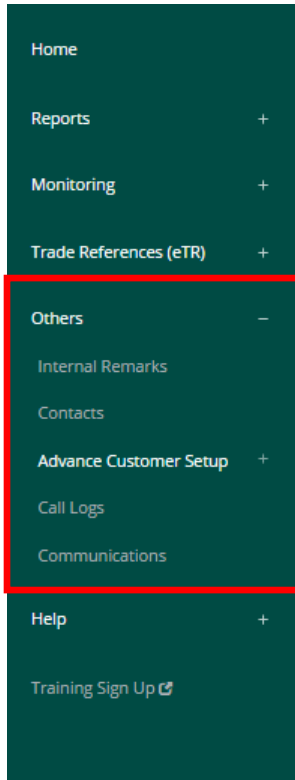 Home
Reports +
Monitoring +
Trade References (eTR) +
Others −
Internal Remarks
Contacts
Advance Customer Setup +
Call Logs
Communications
Help +
Training Sign Up